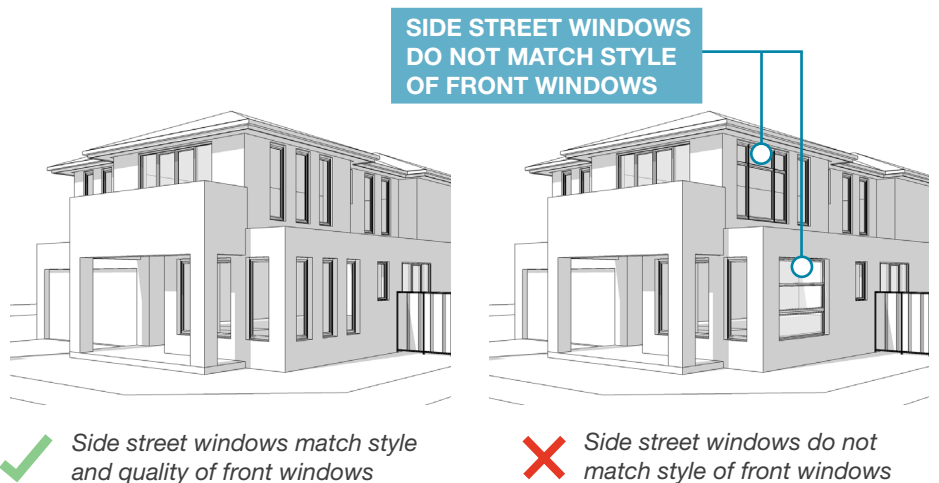 SIDE STREET WINDOWS
DO NOT MATCH STYLE
OF FRONT WINDOWS
Side street windows match style
and quality of front windows
Side street windows do not
match style of front windows